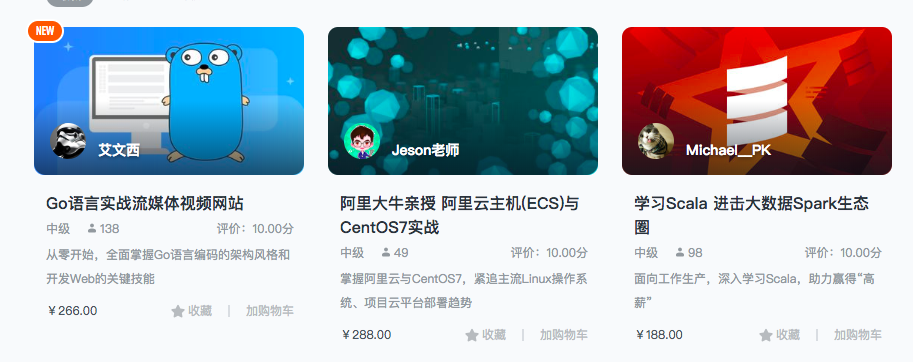 NEW
艾文西
Go语言实战流媒体视频网站
中级 138 评价：10.00分
从零开始，全面掌握Go语言编码的架构风格和
开发Web的关键技能
￥266.00 收藏 | 加购物车
Jeson老师
阿里大牛亲授 阿里云主机(ECS)与
CentOS7实战
中级 49 评价：10.00分
掌握阿里云与CentOS7，紧追主流Linux操作系
统、项目云平台部署趋势
￥288.00 收藏 | 加购物车
Michael__PK
学习Scala 进击大数据Spark生态
圈
中级 98 评价：10.00分
面向工作生产，深入学习Scala，助力赢得“高
薪”
￥188.00 收藏 | 加购物车